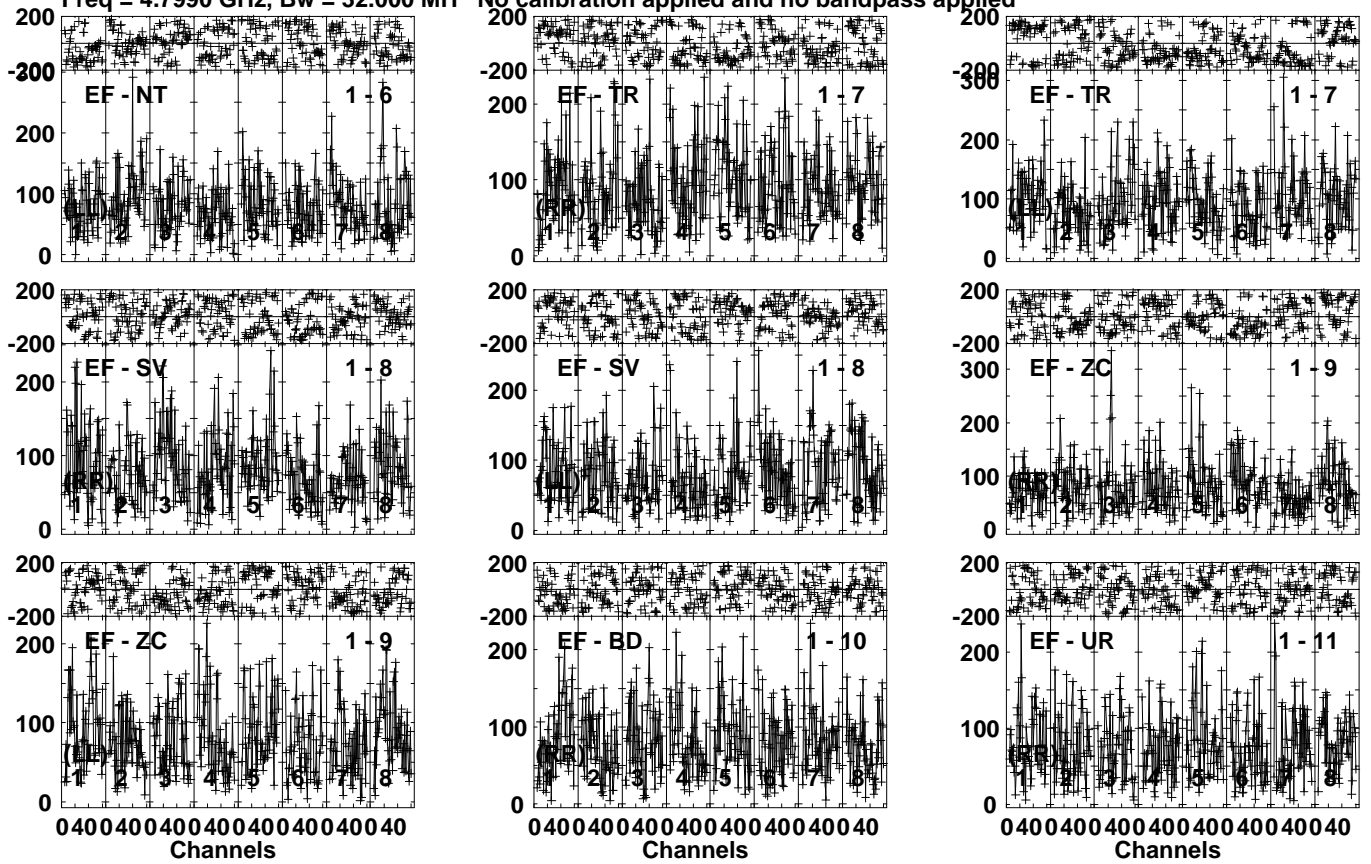 Freq = 4.7990 GHz, Bw = 32.000 MH No calibration applied and no bandpass applied
200 200 200
-200 -200 -200
300 300
EF - NT 1 - 6 EF - TR 1 - 7 EF - TR 1 - 7
200 200 200
100 100 100
(LL) (RR) (LL)
1 2 3 4 5 6 7 8 1 2 3 4 5 6 7 8 1 2 3 4 5 6 7 8
0 0 0
200 200 200
-200 -200 -200
EF - SV 1 - 8 EF - SV 1 - 8 EF - ZC 1 - 9
300
200 200 200
100 100 100
(RR) (LL) (RR)
1 2 3 4 5 6 7 8 1 2 3 4 5 6 7 8 1 2 3 4 5 6 7 8
0 0 0
200 200 200
-200 -200 -200
EF - ZC 1 - 9 EF - BD 1 - 10 EF - UR 1 - 11
200 200 200
100 100 100
(LL) (RR) (RR)
1 2 3 4 5 6 7 8 1 2 3 4 5 6 7 8 1 2 3 4 5 6 7 8
0 0 0
0 40 0 40 0 40 0 40 0 40 0 40 0 40 0 40 0 40 0 40 0 40 0 40 0 40 0 40 0 40 0 40 0 40 0 40 0 40 0 40 0 40 0 40 0 40 0 40
Channels Channels Channels